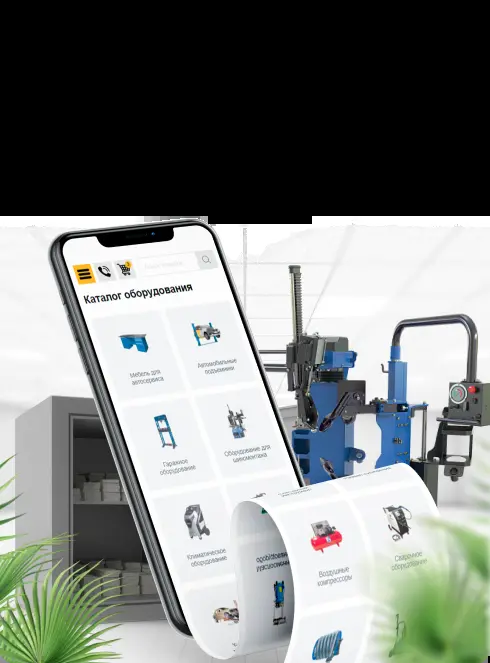 Каталог оборудования
Мебель для
автосервиса
Автомобильные
подъемники
Гаражное
оборудование
Оборудование для
шиномонтажа
Климатическое
оборудование
Воздушные
компрессоры
Сварочное
оборудование